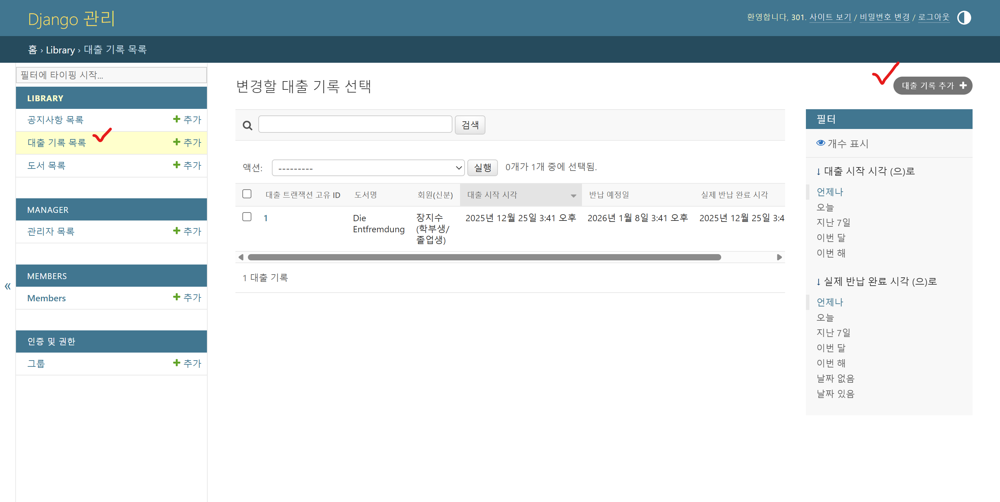 Django 관리
환영합니다, 301. 사이트 보기 / 비밀번호 변경 / 로그아웃
홈 › Library › 대출 기록 목록
필터에 타이핑 시작...
LIBRARY
공지사항 목록 추가
대출 기록 목록 추가
도서 목록 추가
MANAGER
관리자 목록 추가
MEMBERS
Members 추가
인증 및 권한
그룹 추가
«
변경할 대출 기록 선택
대출 기록 추가
검색
액션: --------- 실행 0개가 1개 중에 선택됨.
대출 트랜잭션 고유 ID 도서명 회원(신분) 대출 시작 시각 반납 예정일 실제 반납 완료 시각
1 Die 장지수 2025년 12월 25일 3:41 오후 2026년 1월 8일 3:41 오후 2025년 12월 25일 3:4
Entfremdung (학부생/
졸업생)
1 대출 기록
필터
개수 표시
↓ 대출 시작 시각 (으)로
언제나
오늘
지난 7일
이번 달
이번 해
↓ 실제 반납 완료 시각 (으)로
언제나
오늘
지난 7일
이번 달
이번 해
날짜 없음
날짜 있음